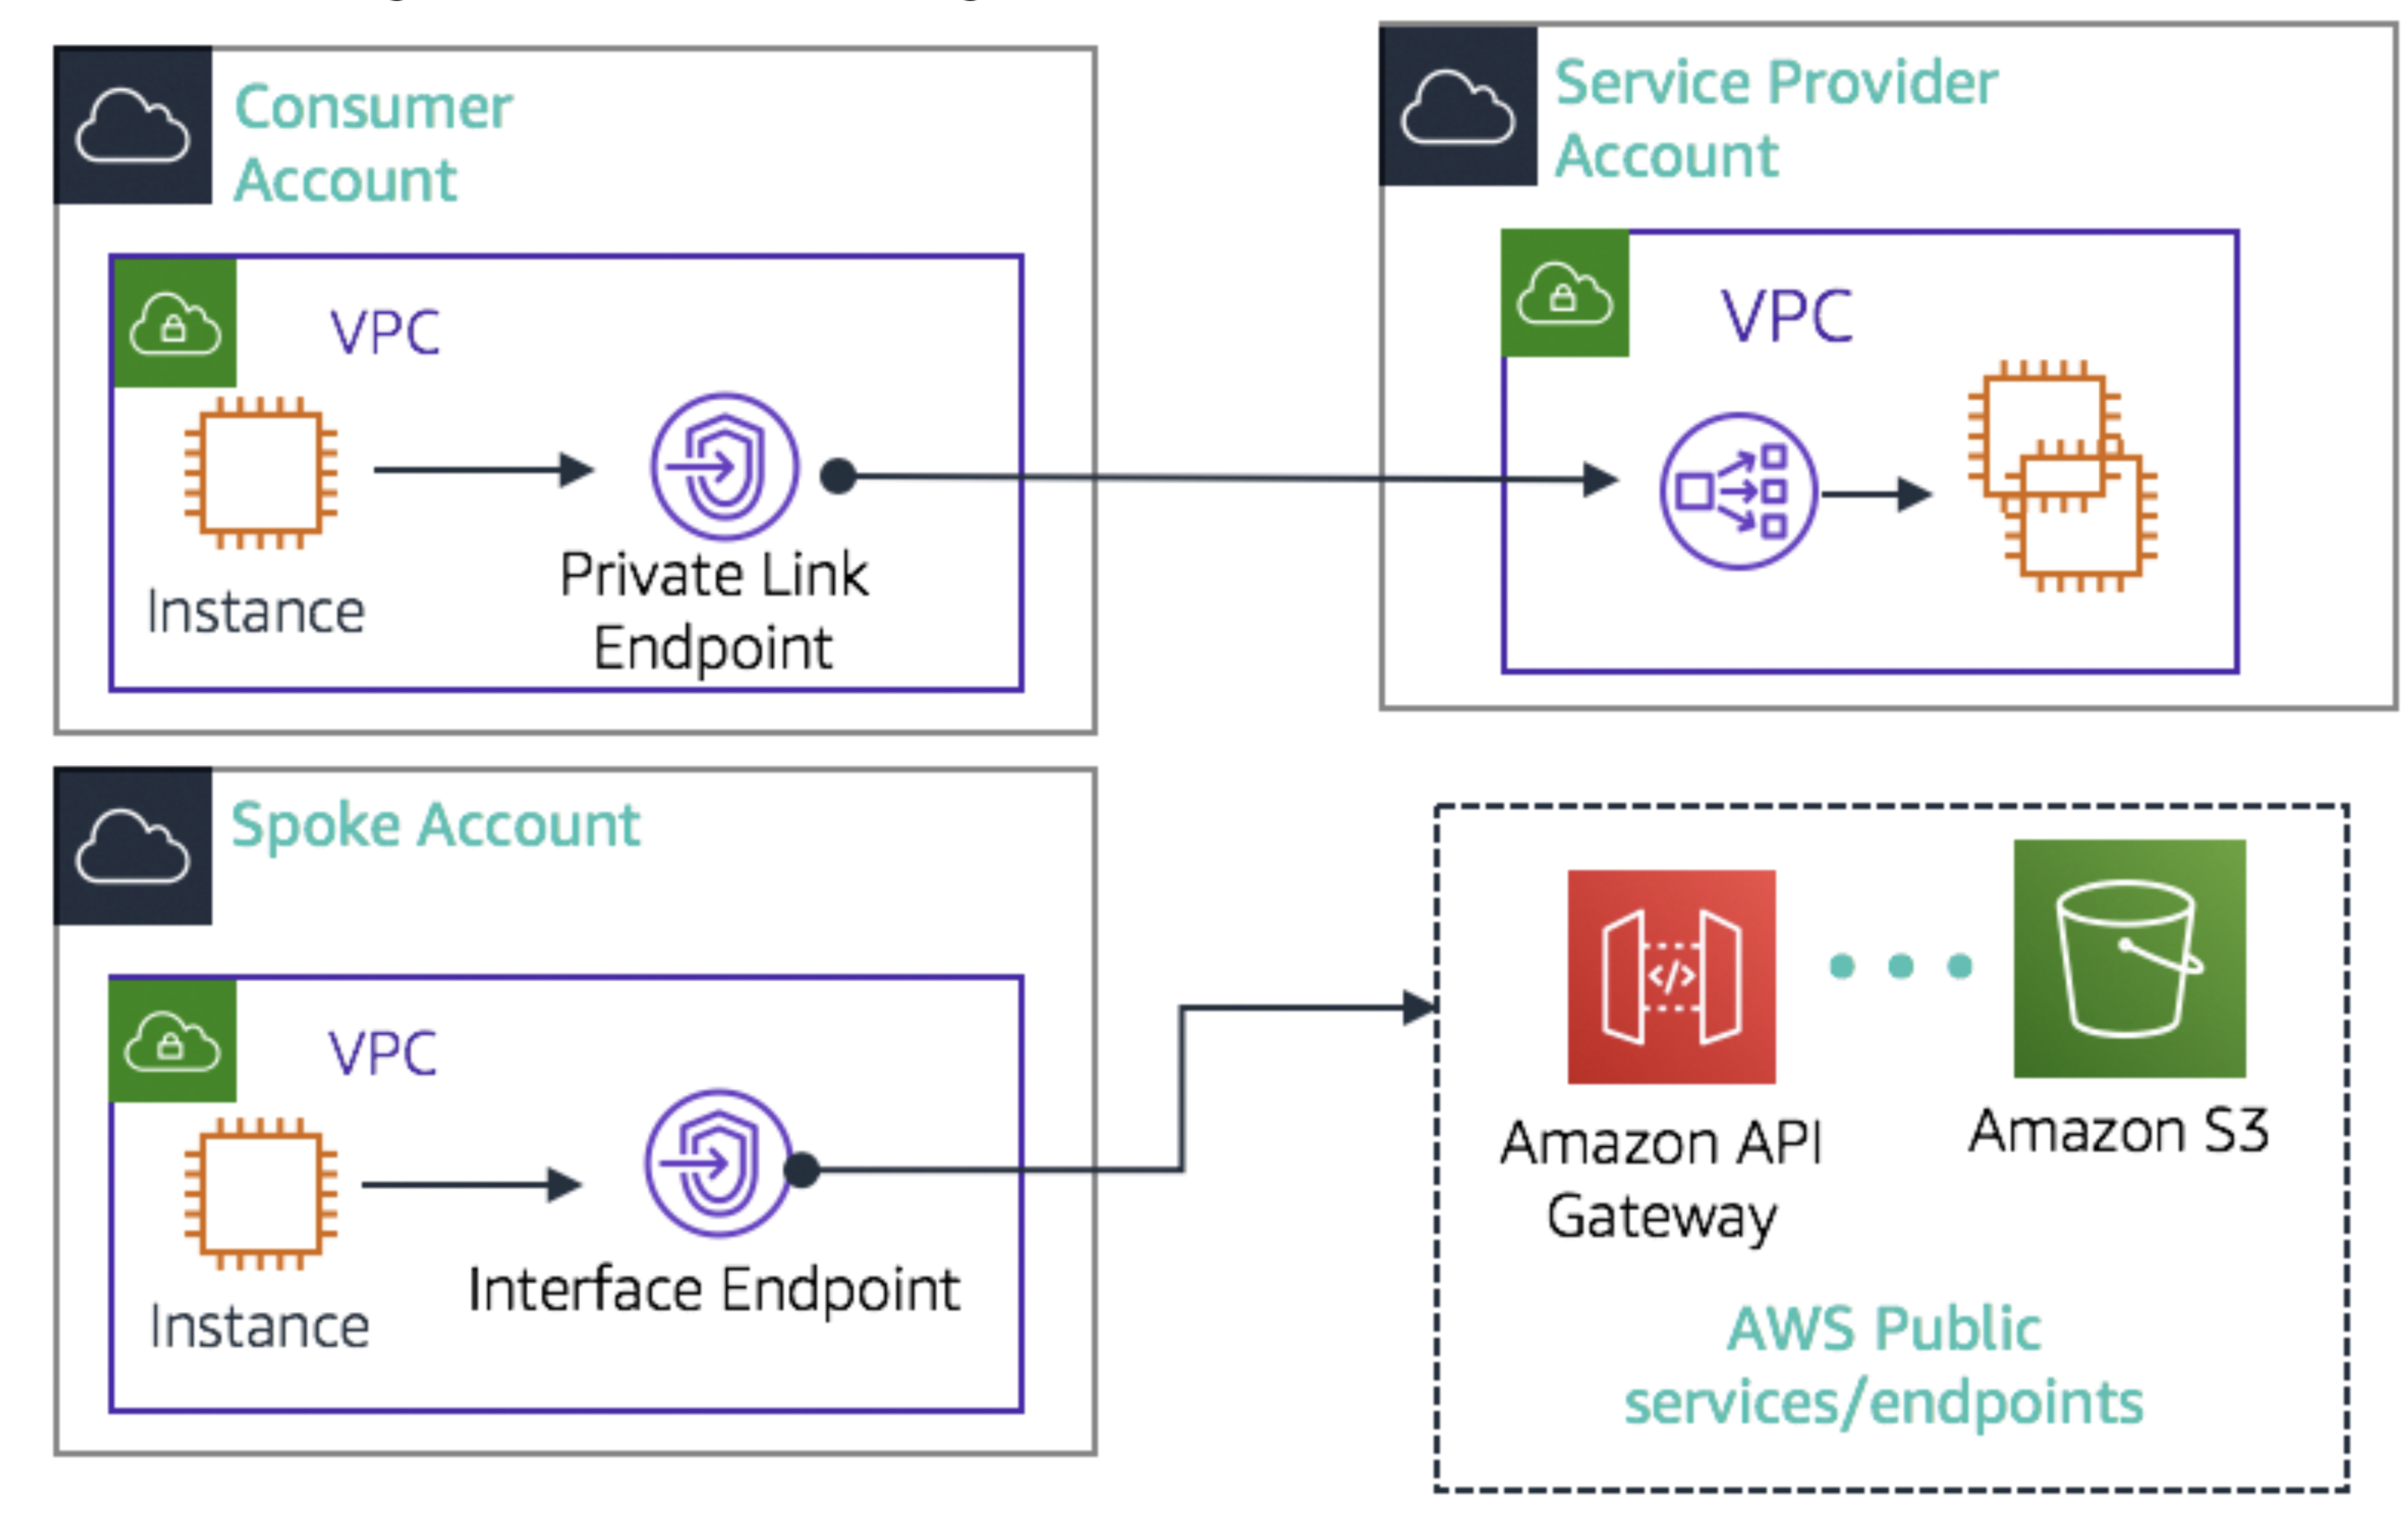 Consumer
Account
VPC
Instance
Private Link
Endpoint
Service Provider
Account
VPC
Spoke Account
VPC
Instance
Interface Endpoint
</>
Amazon API
Gateway
Amazon S3
AWS Public
services/endpoints